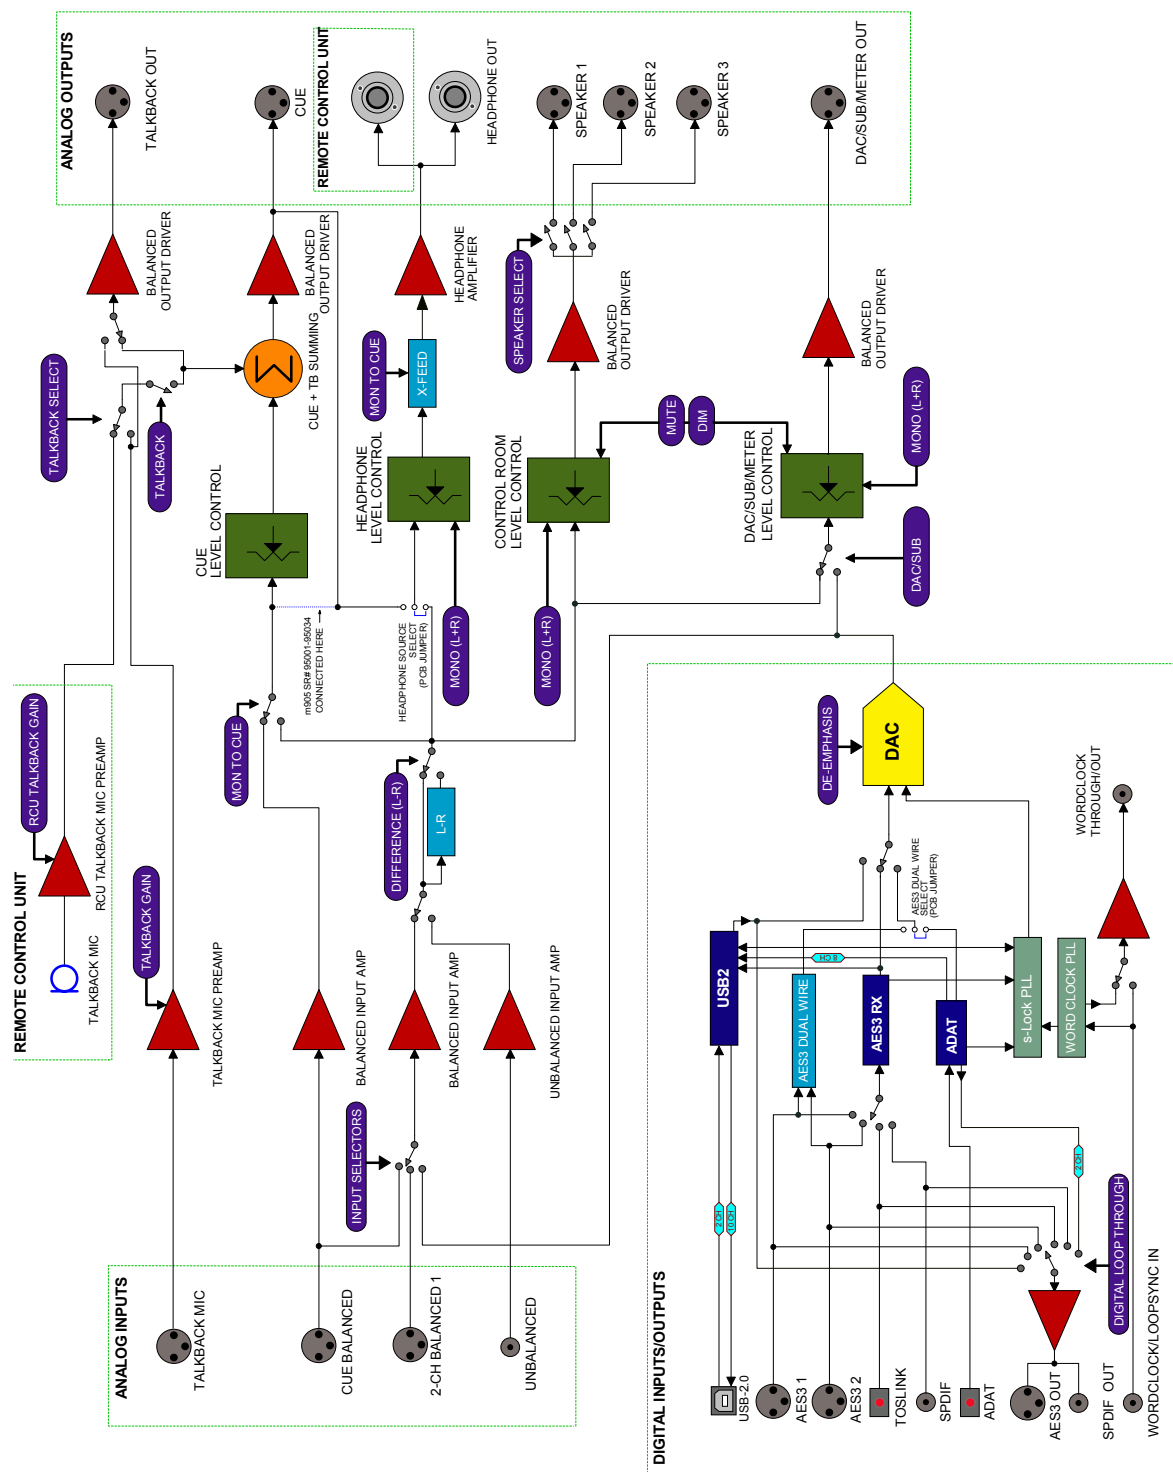 ANALOG OUTPUTS
TALKBACK OUT
CUE
REMOTE CONTROL UNIT
HEADPHONE OUT
SPEAKER 1
SPEAKER 2
SPEAKER 3
DAC/SUB/METER OUT
BALANCED
OUTPUT DRIVER
BALANCED
OUTPUT DRIVER
HEADPHONE
AMPLIFIER
SPEAKER SELECT
BALANCED
OUTPUT DRIVER
BALANCED
OUTPUT DRIVER
TALKBACK SELECT
TALKBACK
Σ
CUE + TB SUMMING
MON TO CUE
X-FEED
MUTE
DIM
MONO (L+R)
CUE
LEVEL CONTROL
HEADPHONE
LEVEL CONTROL
CONTROL ROOM
LEVEL CONTROL
DAC/SUB/METER
LEVEL CONTROL
DAC/SUB
m905 SR# 95001-95034
CONNECTED HERE
HEADPHONE SOURCE
SELECT
(PCB JUMPER)
MONO (L+R)
MONO (L+R)
REMOTE CONTROL UNIT
RCU TALKBACK GAIN
RCU TALKBACK MIC PREAMP
TALKBACK MIC
TALKBACK GAIN
TALKBACK MIC PREAMP
MON TO CUE
DIFFERENCE (L-R)
L-R
BALANCED INPUT AMP
BALANCED INPUT AMP
UNBALANCED INPUT AMP
INPUT SELECTORS
ANALOG INPUTS
TALKBACK MIC
CUE BALANCED
2-CH BALANCED 1
UNBALANCED
DE-EMPHASIS
DAC
WORDCLOCK
THROUGH/OUT
AES3 DUAL WIRE
SELECT
(PCB JUMPER)
USB2
8 CH
AES3 DUAL WIRE
AES3 RX
ADAT
s-Lock PLL
WORD CLOCK PLL
2 CH
10 CH
2 CH
DIGITAL LOOP THROUGH
DIGITAL INPUTS/OUTPUTS
USB-2.0
AES3 1
AES3 2
TOSLINK
SPDIF
ADAT
AES3 OUT
SPDIF OUT
WORDCLOCK/LOOPSYNC IN